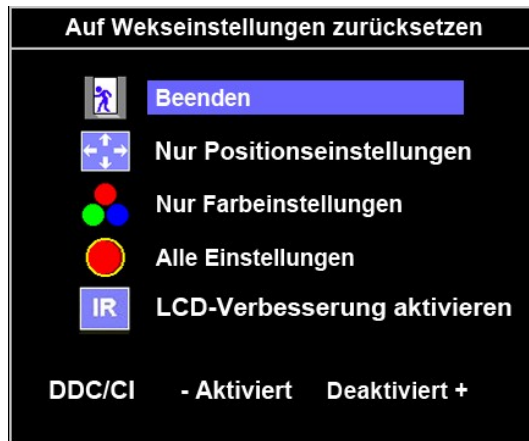 Auf Wekseinstellungen zurücksetzen
Beenden
Nur Positionseinstellungen
Nur Farbeinstellungen
Alle Einstellungen
IR LCD-Verbesserung aktivieren
DDC/CI - Aktiviert Deaktiviert +